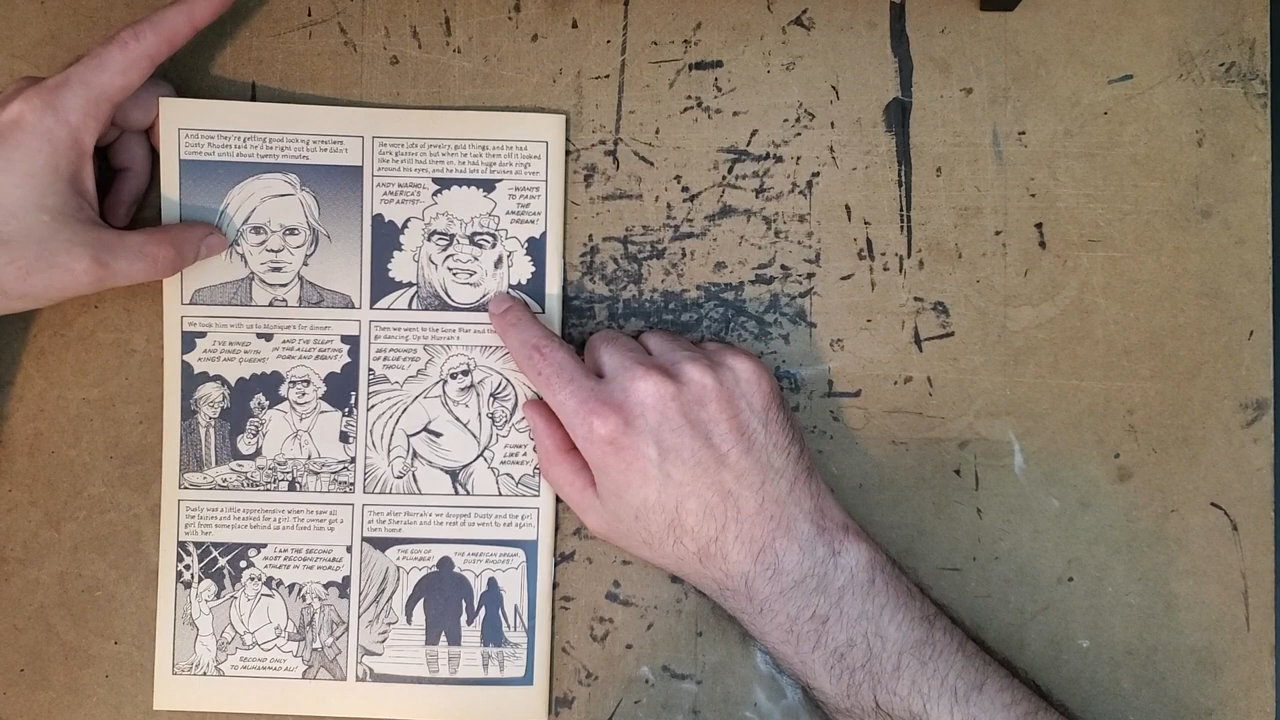 And now they're getting good looking wrestlers.
Dusty Rhodes said he'd be right out but he didn't
come out until about twenty minutes.
He wore lots of jewelry, gold things, and he had
dark glasses on but when he took them off it looked
like he still had them on, he had huge dark rings
around his eyes, and he had lots of bruises all over.
ANDY WARHOL,
AMERICA'S
TOP ARTIST--
--WANTS
TO PAINT
THE
AMERICAN
DREAM!
We took him with us to Monique's for dinner.
I'VE WINED
AND DINED WITH
KINGS AND QUEENS!
AND I'VE SLEPT
IN THE ALLEY EATING
PORK AND BEANS!
Then we went to the Lone Star and th
go dancing. Up to Hurrah's
265 POUNDS
OF BLUE-EYED
THOUL!
FUNKY
LIKE A
MONKEY!
Dusty was a little apprehensive when he saw all
the fairies and he asked for a girl. The owner got a
girl from someplace behind us and fixed him up
with her.
I AM THE SECOND
MOST RECOGNIZTHABLE
ATHLETE IN THE WORLD!
SECOND ONLY
TO MUHAMMAD ALI!
Then after Hurrah's we dropped Dusty and the girl
at the Sheraton and the rest of us went to eat again,
then home.
THE SON OF
A PLUMBER!
THE AMERICAN DREAM,
DUSTY RHODES!